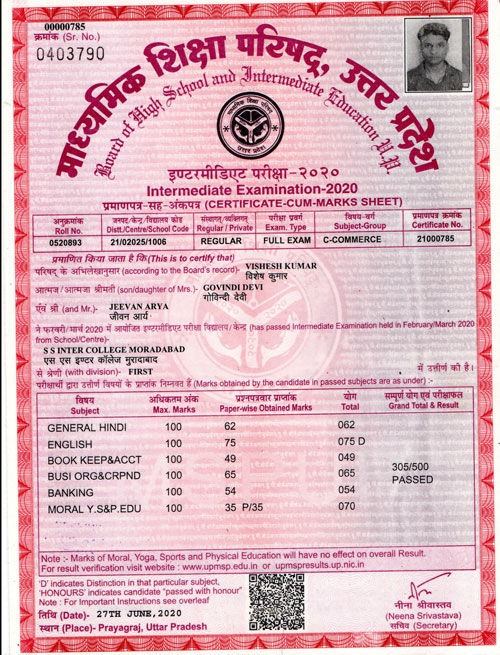 00000785
क्रमांक (Sr. No.)
0403790
माध्यमिक शिक्षा परिषद्, उत्तर प्रदेश
Board of High School and Intermediate Education U.P.
इण्टरमीडिएट परीक्षा-२०२०
Intermediate Examination-2020
प्रमाणपत्र-सह-अंकपत्र (CERTIFICATE-CUM-MARKS SHEET)
अनुक्रमांक जनपद/केन्द्र/विद्यालय कोड संस्थागत/व्यक्तिगत परीक्षा प्रकार विषय-वर्ग प्रमाणपत्र क्रमांक
Roll No. Distt./Centre/School Code Regular / Private Exam. Type Subject-Group Certificate No.
0520893 21/02025/1006 REGULAR FULL EXAM C-COMMERCE 21000785
प्रमाणित किया जाता है कि (This is to certify that)
परिषद के अभिलेखानुसार (according to the Board's record)- VISHESH KUMAR
विशेष कुमार
आत्मज/आत्मजा श्रीमती (son/daughter of Mrs.)- GOVINDI DEVI
गोविन्दी देवी
एवं श्री (and Mr.)- JEEVAN ARYA
जीवन आर्य
ने फरवरी/मार्च 2020 में आयोजित इण्टरमीडिएट परीक्षा विद्यालय/केन्द्र (has passed Intermediate Examination held in February/March 2020
from School/Centre)-
S S INTER COLLEGE MORADABAD
एस एस इण्टर कॉलेज मुरादाबाद
से श्रेणी (with division)- FIRST में उत्तीर्ण की है।
परीक्षार्थी द्वारा उत्तीर्ण विषयों के प्राप्तांक निम्नवत हैं (Marks obtained by the candidate in passed subjects are as under) :-
विषय अधिकतम अंक प्रश्नपत्रवार प्राप्तांक योग सम्पूर्ण योग एवं परीक्षाफल
Subject Max. Marks Paper-wise Obtained Marks Total Grand Total & Result
GENERAL HINDI 100 62 062
ENGLISH 100 75 075 D
BOOK KEEP&ACCT 100 49 049
305/500
BUSI ORG&CRPND 100 65 065
PASSED
BANKING 100 54 054
MORAL Y.S&P.EDU 100 35 P/35 070
Note :- Marks of Moral, Yoga, Sports and Physical Education will have no effect on overall Result.
For result verification visit website : www.upmsp.edu.in or upmspresults.up.nic.in
'D' indicates Distinction in that particular subject,
'HONOURS' indicates candidate "passed with honour"
Note : For Important Instructions see overleaf
तिथि (Date)- 27TH JUNE,2020
स्थान (Place)- Prayagraj, Uttar Pradesh
नीना श्रीवास्तव
(Neena Srivastava)
सचिव (Secretary)